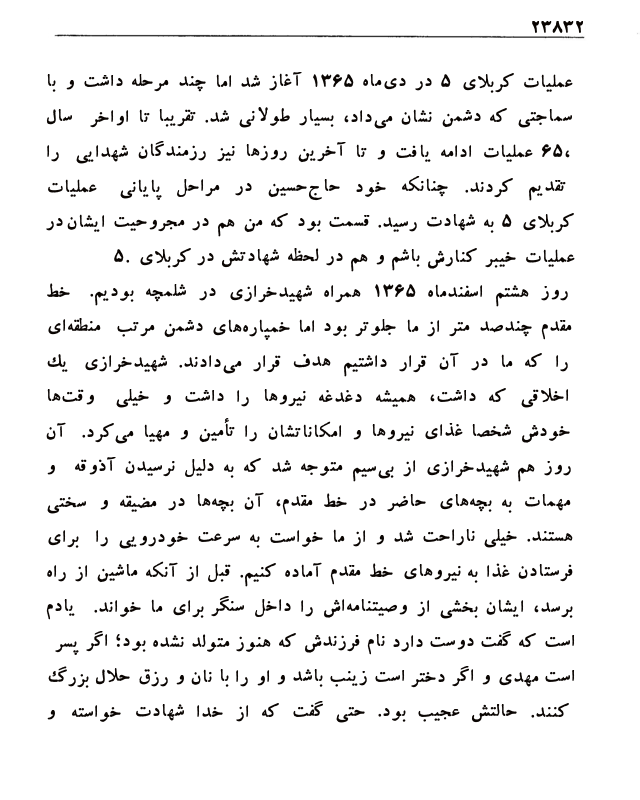 ۲۳۸۳۲
عملیات کربلای ۵ در دی‌ماه ۱۳۶۵ آغاز شد اما چند مرحله داشت و با
سماجتی که دشمن نشان می‌داد، بسیار طولانی شد. تقریبا تا اواخر سال
،۶۵ عملیات ادامه یافت و تا آخرین روزها نیز رزمندگان شهدایی را
تقدیم کردند. چنانکه خود حاج‌حسین در مراحل پایانی عملیات
کربلای ۵ به شهادت رسید. قسمت بود که من هم در مجروحیت ایشان در
عملیات خیبر کنارش باشم و هم در لحظه شهادتش در کربلای .۵
روز هشتم اسفندماه ۱۳۶۵ همراه شهیدخرازی در شلمچه بودیم. خط
مقدم چندصد متر از ما جلوتر بود اما خمپاره‌های دشمن مرتب منطقه‌ای
را که ما در آن قرار داشتیم هدف قرار می‌دادند. شهیدخرازی یك
اخلاقی که داشت، همیشه دغدغه نیروها را داشت و خیلی وقت‌ها
خودش شخصا غذای نیروها و امکاناتشان را تأمین و مهیا می‌کرد. آن
روز هم شهیدخرازی از بی‌سیم متوجه شد که به دلیل نرسیدن آذوقه و
مهمات به بچه‌های حاضر در خط مقدم، آن بچه‌ها در مضیقه و سختی
هستند. خیلی ناراحت شد و از ما خواست به سرعت خودرویی را برای
فرستادن غذا به نیروهای خط مقدم آماده کنیم. قبل از آنکه ماشین از راه
برسد، ایشان بخشی از وصیتنامه‌اش را داخل سنگر برای ما خواند. یادم
است که گفت دوست دارد نام فرزندش که هنوز متولد نشده بود؛ اگر پسر
است مهدی و اگر دختر است زینب باشد و او را با نان و رزق حلال بزرگ
کنند. حالتش عجیب بود. حتی گفت که از خدا شهادت خواسته و